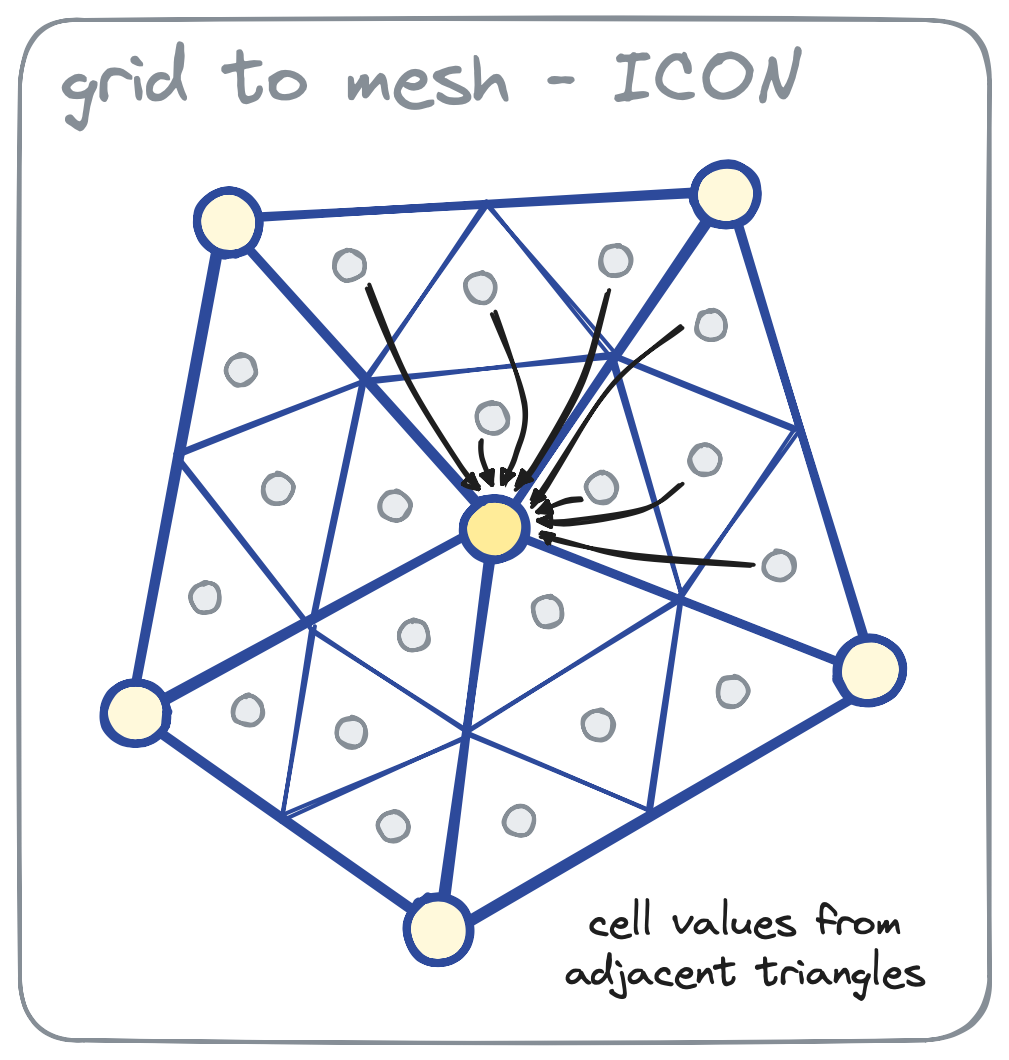 grid to mesh - ICON
cell values from
adjacent triangles